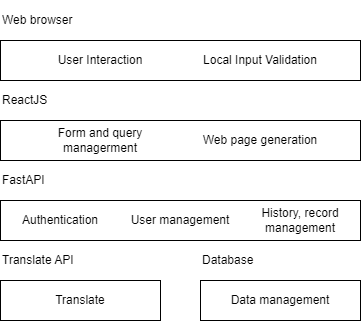 Web browser
User Interaction
Local Input Validation
ReactJS
Form and query
managerment
Web page generation
FastAPI
Authentication
User management
History, record
management
Translate API
Database
Translate
Data management